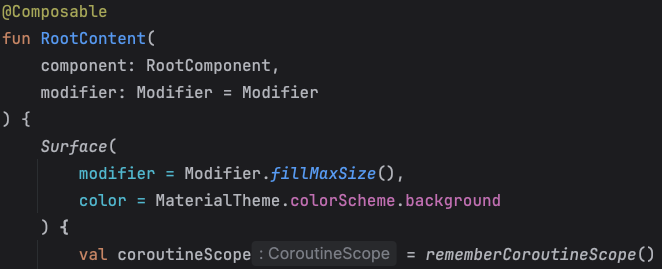 @Composable
fun RootContent(
    component: RootComponent,
    modifier: Modifier = Modifier
) {
    Surface(
        modifier = Modifier.fillMaxSize(),
        color = MaterialTheme.colorScheme.background
    ) {
        val coroutineScope : CoroutineScope = rememberCoroutineScope()